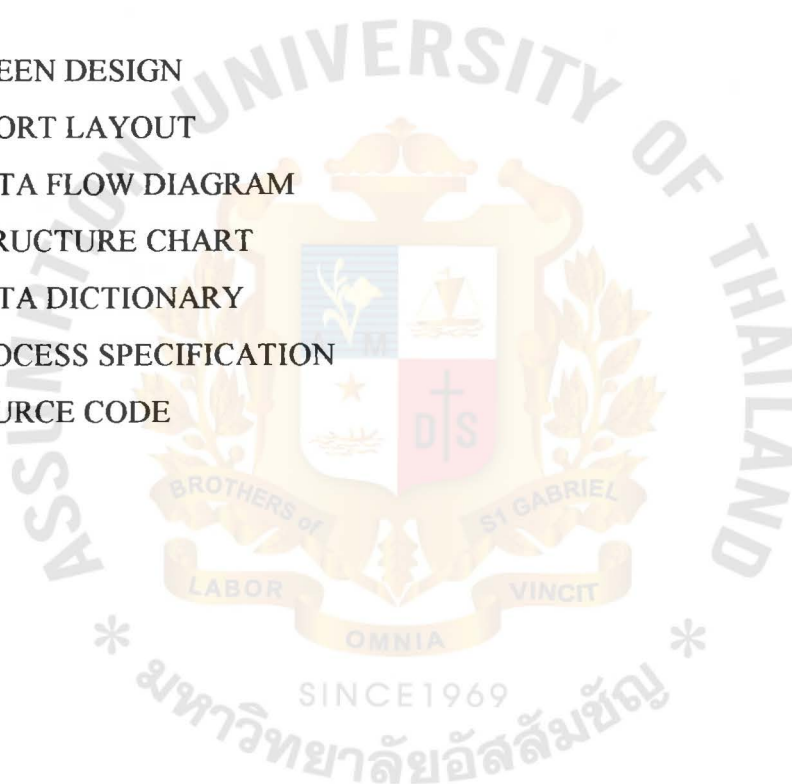 EEN DESIGN
ORT LAYOUT
TA FLOW DIAGRAM
RUCTURE CHART
TA DICTIONARY
OCESS SPECIFICATION
URCE CODE
ASSUMPTION UNIVERSITY OF THAILAND
M
D S
BROTHERS of St GABRIEL
LABOR
VINCIT
OMNIA
SINCE1969
* มหาวิทยาลัยอัสสัมชัญ *